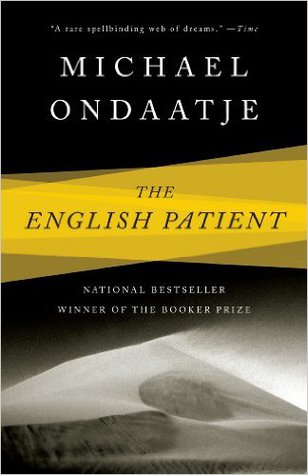 "A rare spellbinding web of dreams." —Time
MICHAEL
ONDAATJE
THE
ENGLISH PATIENT
NATIONAL BESTSELLER
WINNER OF THE BOOKER PRIZE